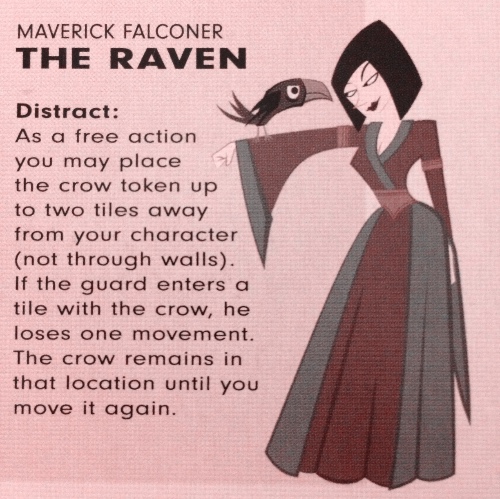 MAVERICK FALCONER
THE RAVEN
Distract:
As a free action
you may place
the crow token up
to two tiles away
from your character
(not through walls).
If the guard enters a
tile with the crow, he
loses one movement.
The crow remains in
that location until you
move it again.